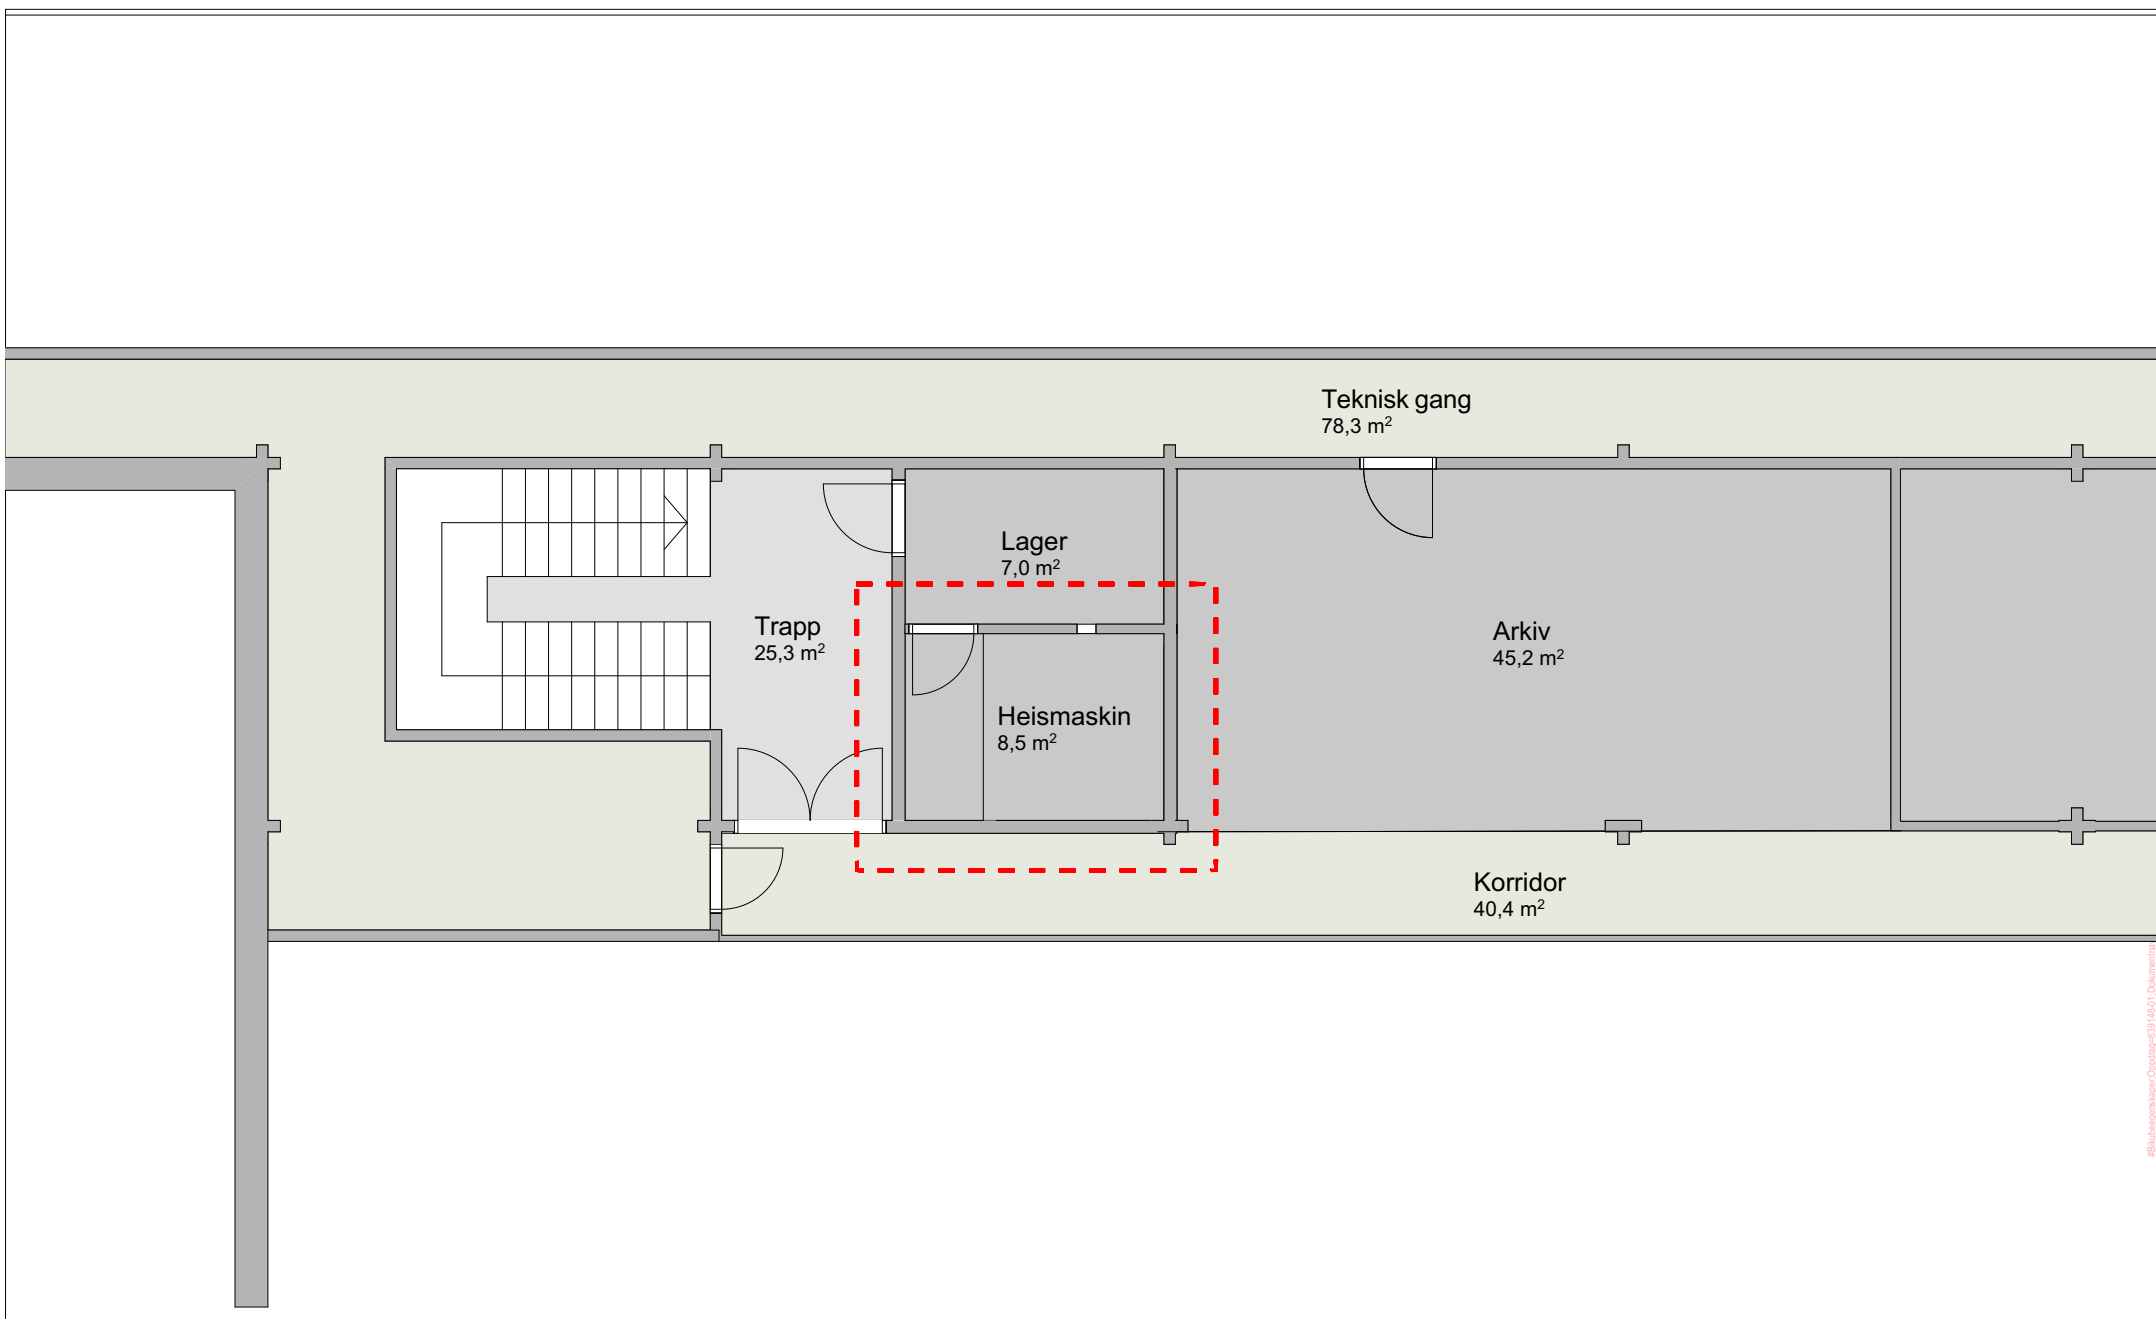 Teknisk gang
78,3 m²
Lager
7,0 m²
Trapp
25,3 m²
Arkiv
45,2 m²
Heismaskin
8,5 m²
Korridor
40,4 m²